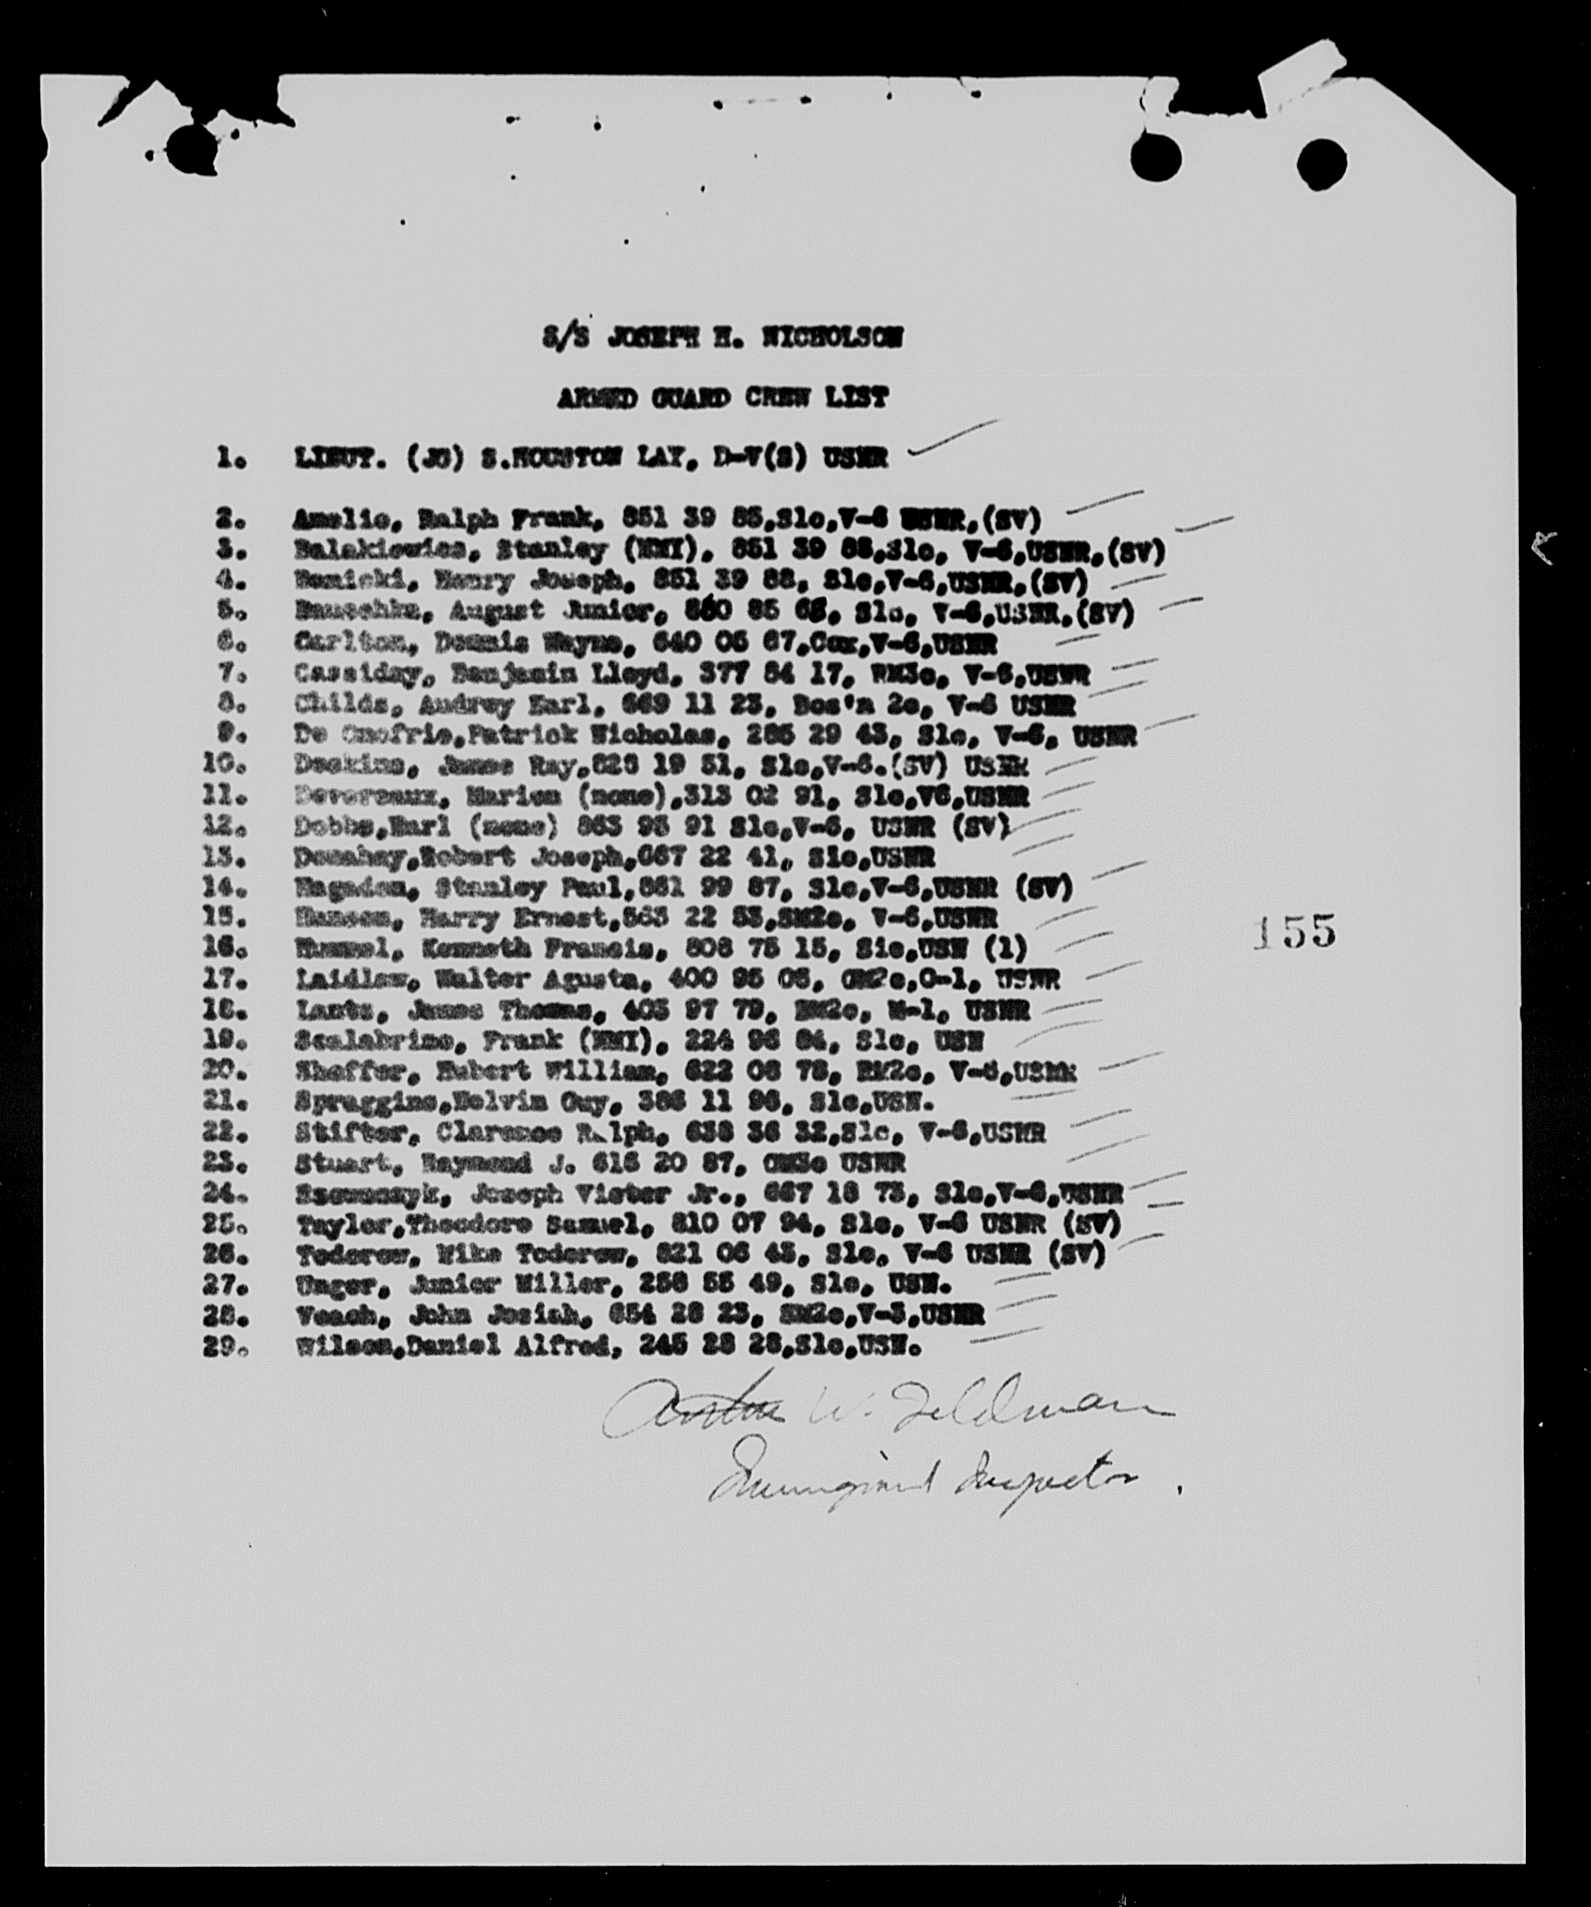 S/S JOSEPH H. NICHOLSON
ARMED GUARD CREW LIST
1. LIEUT. (JG) S.HOUSTON LAY, D-V(S) USNR
2. Amelio, Ralph Frank, 851 39 85,S1c,V-6 USNR,(SV)
3. Balakiewicz, Stanley (NMI), 851 39 88,S1c, V-6,USNR,(SV)
4. Henry Joseph, 851 39 88, S1c,V-6,USNR,(SV)
5. Bauschka, August Junior, 860 85 68, S1c, V-6,USNR,(SV)
6. Carlton, Dennis Wayne, 640 06 67,Cox,V-6,USNR
7. Cassiday, Benjamin Lloyd, 377 84 17, RM3c, V-6,USNR
8. Childs, Audrey Earl, 669 11 23, Bos'n 2c, V-6 USNR
9. De Onofrio,Patrick Nicholas, 285 29 43, S1c, V-6, USNR
10. Deskins, James Ray,828 19 51, S1c,V-6.(SV) USNR
11. Devereaux, Marion (none),313 02 91, S1c,V6,USNR
12. Dobbs,Earl (none) 863 93 91 S1c,V-6, USNR (SV)
13. Donahay,Robert Joseph,667 22 41, S1c,USNR
14. Hagadon, Stanley Paul,861 99 87, S1c,V-6,USNR (SV)
15. Hanson, Harry Ernest,563 22 53,SM2c, V-6,USNR
16. Hummel, Kenneth Francis, 808 75 15, S1c,USN (1)
17. Laidlaw, Walter Agusta, 400 95 05, GM2c,O-1, USNR
18. Lantz, James Thomas, 403 97 79, BM2c, M-1, USNR
19. Scalabrino, Frank (NMI), 224 96 84, S1c, USN
20. Sheffer, Hubert William, 622 08 78, RM2c, V-6,USNR
21. Spraggins,Melvin Guy, 386 11 96, S1c,USN.
22. Stifter, Clarence Ralph, 638 36 32,S1c, V-6,USNR
23. Stuart, Raymond J. 616 20 87, GM3c USNR
24. Szewczyk, Joseph Victor Jr., 667 18 73, S1c,V-6,USNR
25. Taylor,Theodore Samuel, 810 07 94, S1c, V-6 USNR (SV)
26. Todorow, Mike Todorow, 821 06 45, S1c, V-6 USNR (SV)
27. Unger, Junior Miller, 258 55 49, S1c, USN.
28. Veach, John Josiah, 654 28 23, SM2c,V-3,USNR
29. Wilson,Daniel Alfred, 245 28 28,S1c,USN.
155
Arthur W. Feldman
Immigrant Inspector.